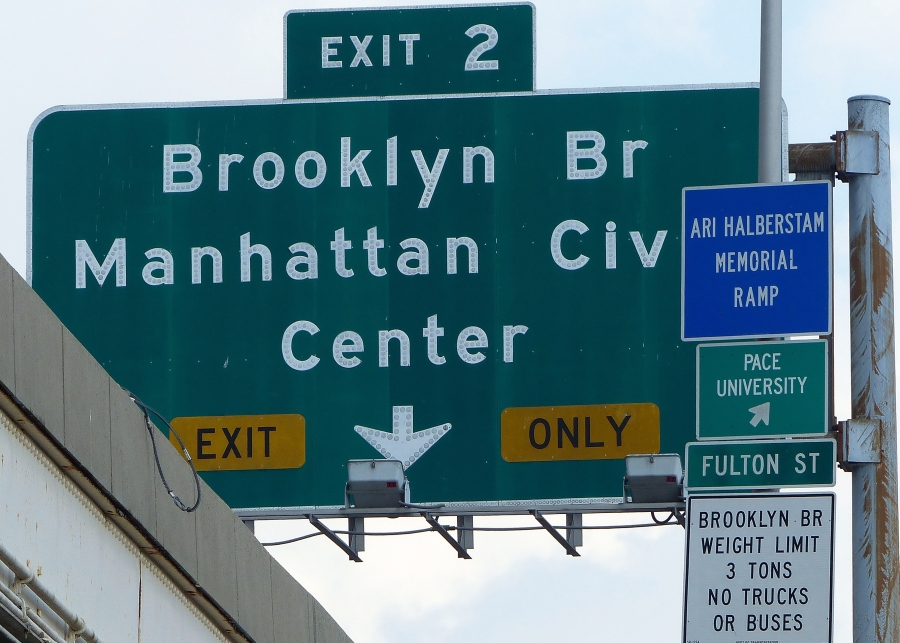 EXIT 2
Brooklyn Br
Manhattan Civ
Center
EXIT
ONLY
ARI HALBERSTAM
MEMORIAL
RAMP
PACE
UNIVERSITY
FULTON ST
BROOKLYN BR
WEIGHT LIMIT
3 TONS
NO TRUCKS
OR BUSES